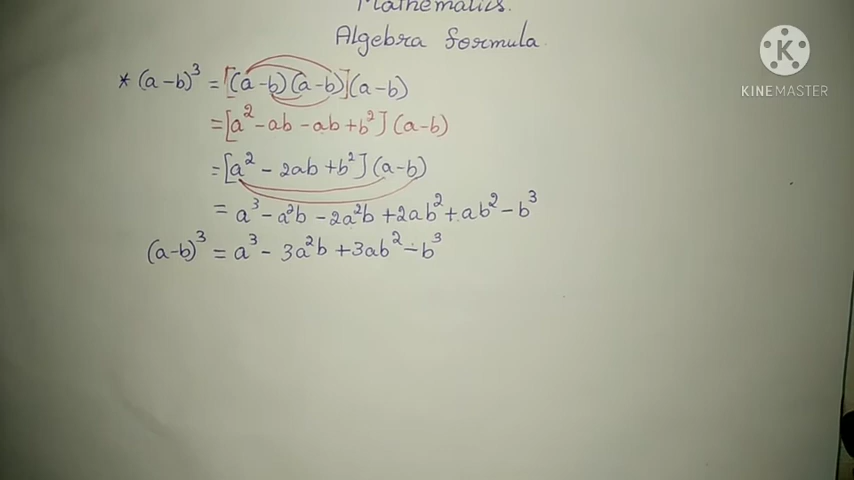 Mathematics.
Algebra formula.
* (a-b)³ = [(a-b)(a-b)](a-b)
= [a² - ab - ab + b²] (a-b)
= [a² - 2ab + b²] (a-b)
= a³ - a²b - 2a²b + 2ab² + ab² - b³
(a-b)³ = a³ - 3a²b + 3ab² - b³
K
KINEMASTER